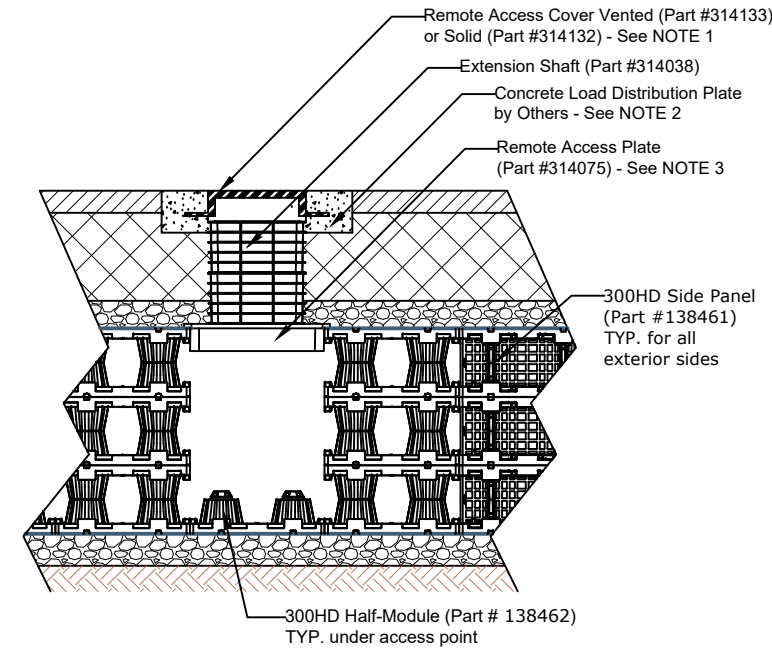 Remote Access Cover Vented (Part #314133)
or Solid (Part #314132) - See NOTE 1
Extension Shaft (Part #314038)
Concrete Load Distribution Plate
by Others - See NOTE 2
Remote Access Plate
(Part #314075) - See NOTE 3
300HD Side Panel
(Part #138461)
TYP. for all
exterior sides
300HD Half-Module (Part # 138462)
TYP. under access point